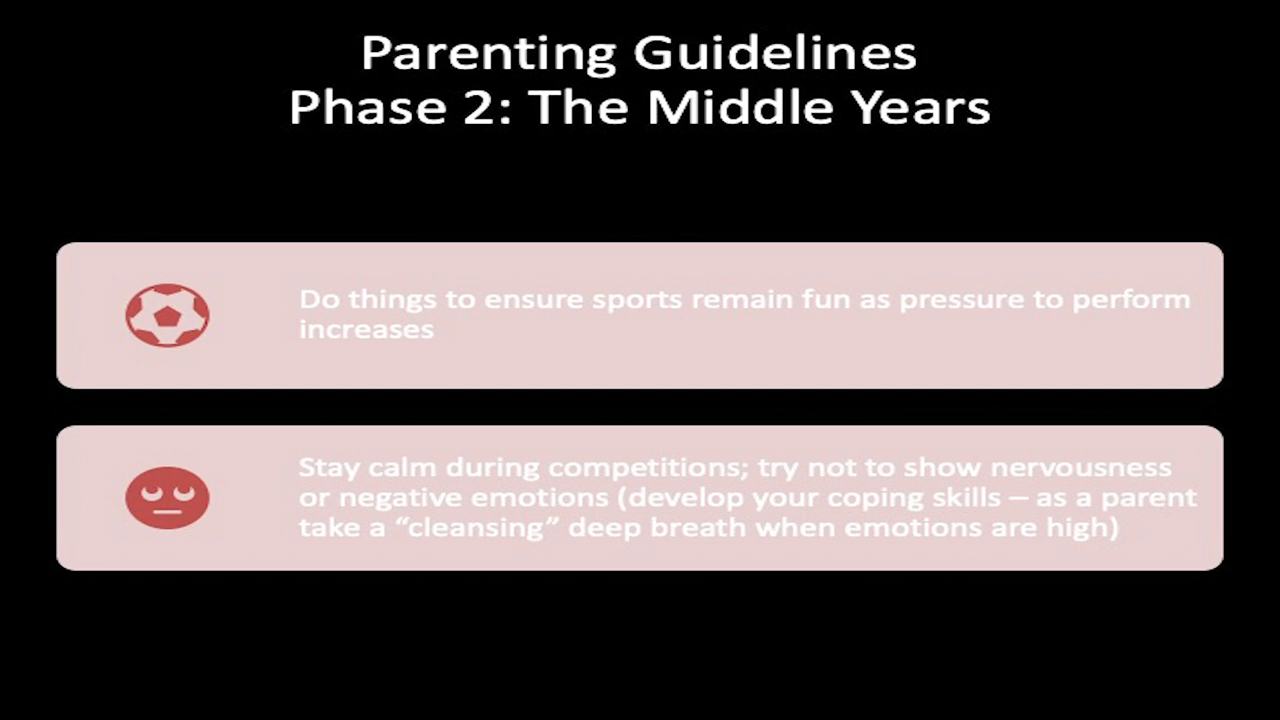 Parenting Guidelines
Phase 2: The Middle Years
Do things to ensure sports remain fun as pressure to perform
increases
Stay calm during competitions; try not to show nervousness
or negative emotions (develop your coping skills – as a parent
take a “cleansing” deep breath when emotions are high)